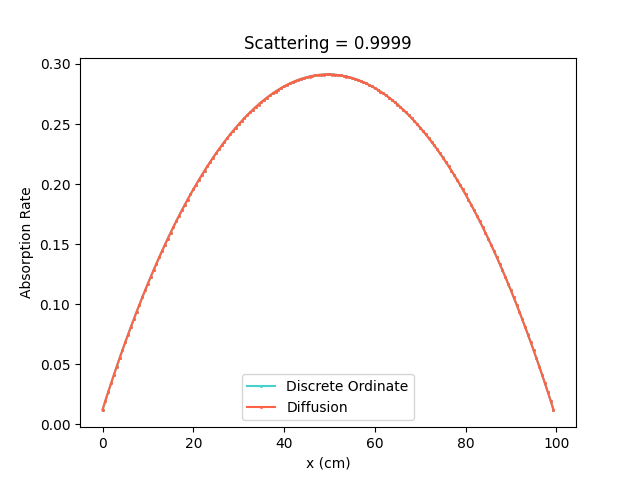 Scattering = 0.9999
Absorption Rate
0.30
0.25
0.20
0.15
0.10
0.05
0.00
0 20 40 60 80 100
x (cm)
Discrete Ordinate
Diffusion